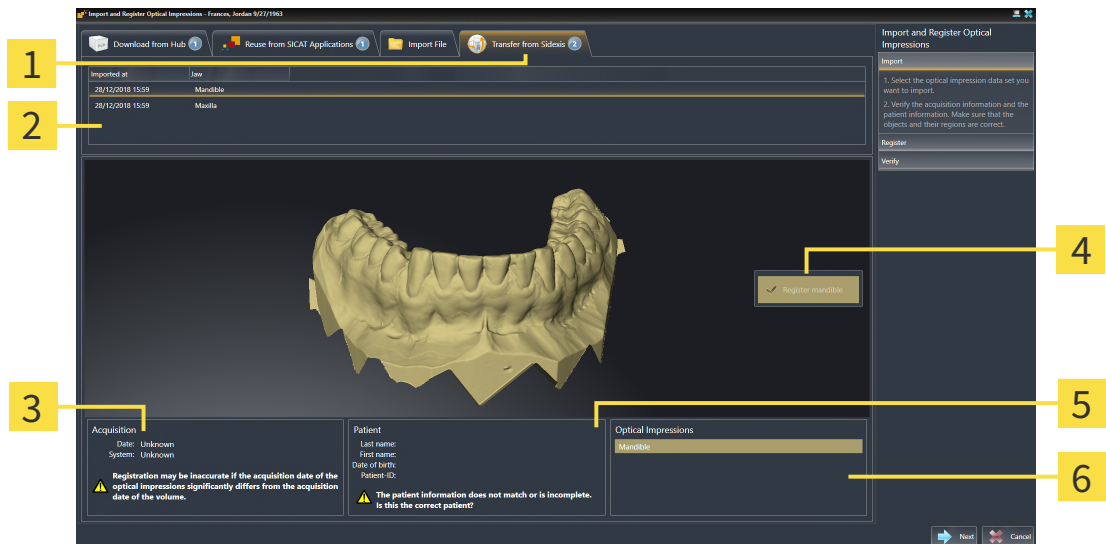 Import and Register Optical Impressions - Frances, Jordan 9/27/1963
Download from Hub 1
Reuse from SICAT Applications 1
Import File
Transfer from Sidexis 2
Imported at Jaw
28/12/2018 15:59 Mandible
28/12/2018 15:59 Maxilla
Import and Register Optical
Impressions
Import
1. Select the optical impression data set you
want to import.
2. Verify the acquisition information and the
patient information. Make sure that the
objects and their regions are correct.
Register
Verify
Register mandible
Acquisition
Date: Unknown
System: Unknown
Registration may be inaccurate if the acquisition date of the
optical impressions significantly differs from the acquisition
date of the volume.
Patient
Last name:
First name:
Date of birth:
Patient-ID:
The patient information does not match or is incomplete.
Is this the correct patient?
Optical Impressions
Mandible
Next
Cancel
1
2
3
4
5
6